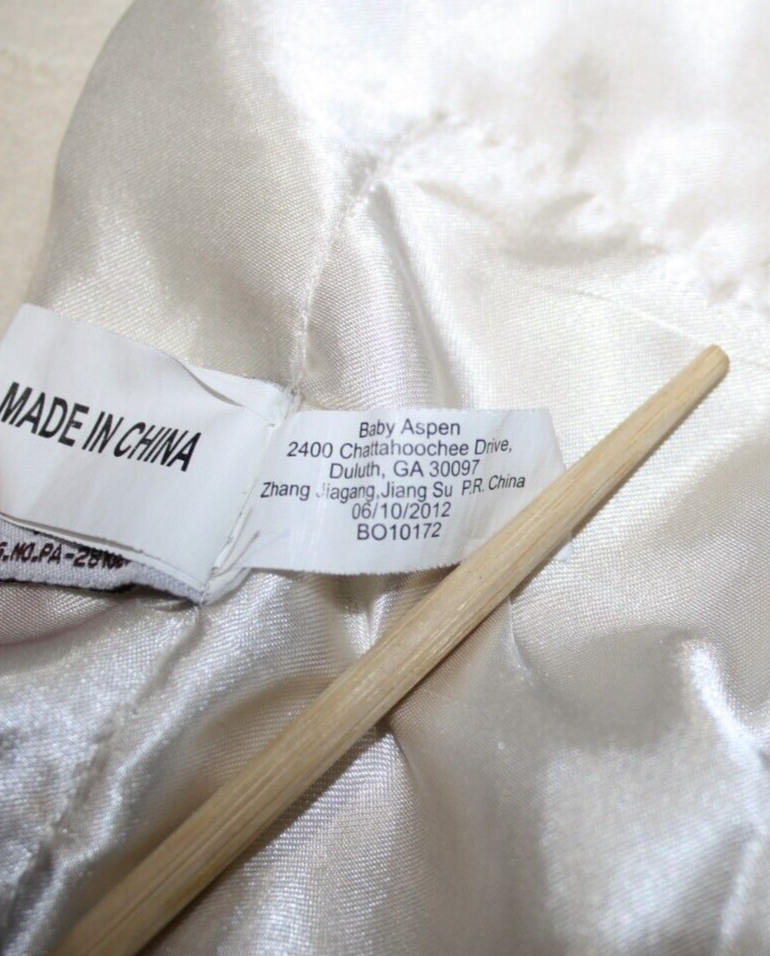 MADE IN CHINA
Baby Aspen
2400 Chattahoochee Drive,
Duluth, GA 30097
Zhang Jiagang,Jiang Su P.R. China
06/10/2012
BO10172